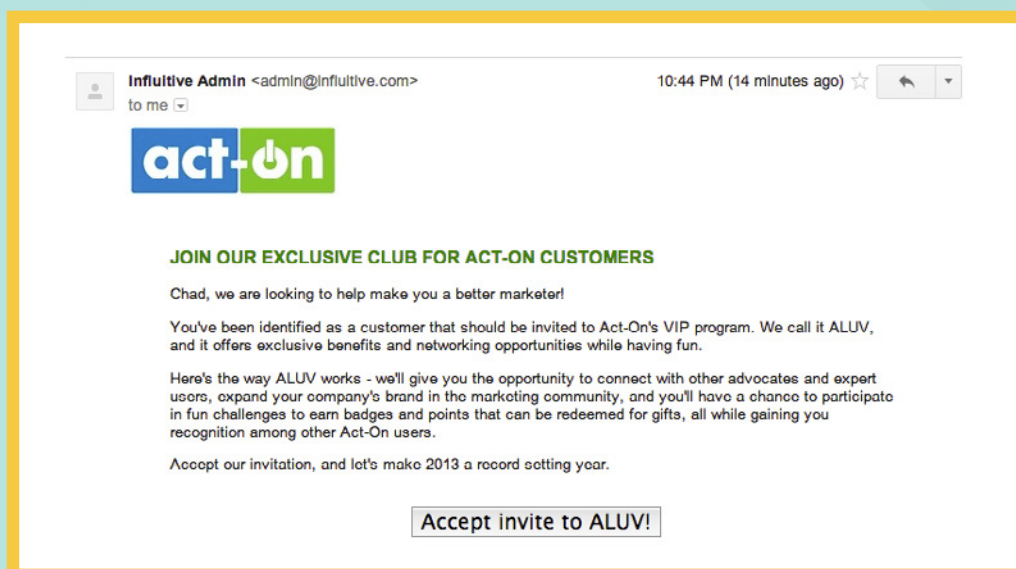 Influitive Admin <admin@influitive.com>
10:44 PM (14 minutes ago)
to me
act-on
JOIN OUR EXCLUSIVE CLUB FOR ACT-ON CUSTOMERS
Chad, we are looking to help make you a better marketer!
You've been identified as a customer that should be invited to Act-On's VIP program. We call it ALUV,
and it offers exclusive benefits and networking opportunities while having fun.
Here's the way ALUV works - we'll give you the opportunity to connect with other advocates and expert
users, expand your company's brand in the marketing community, and you'll have a chance to participate
in fun challenges to earn badges and points that can be redeemed for gifts, all while gaining you
recognition among other Act-On users.
Accept our invitation, and let's make 2013 a record setting year.
Accept invite to ALUV!